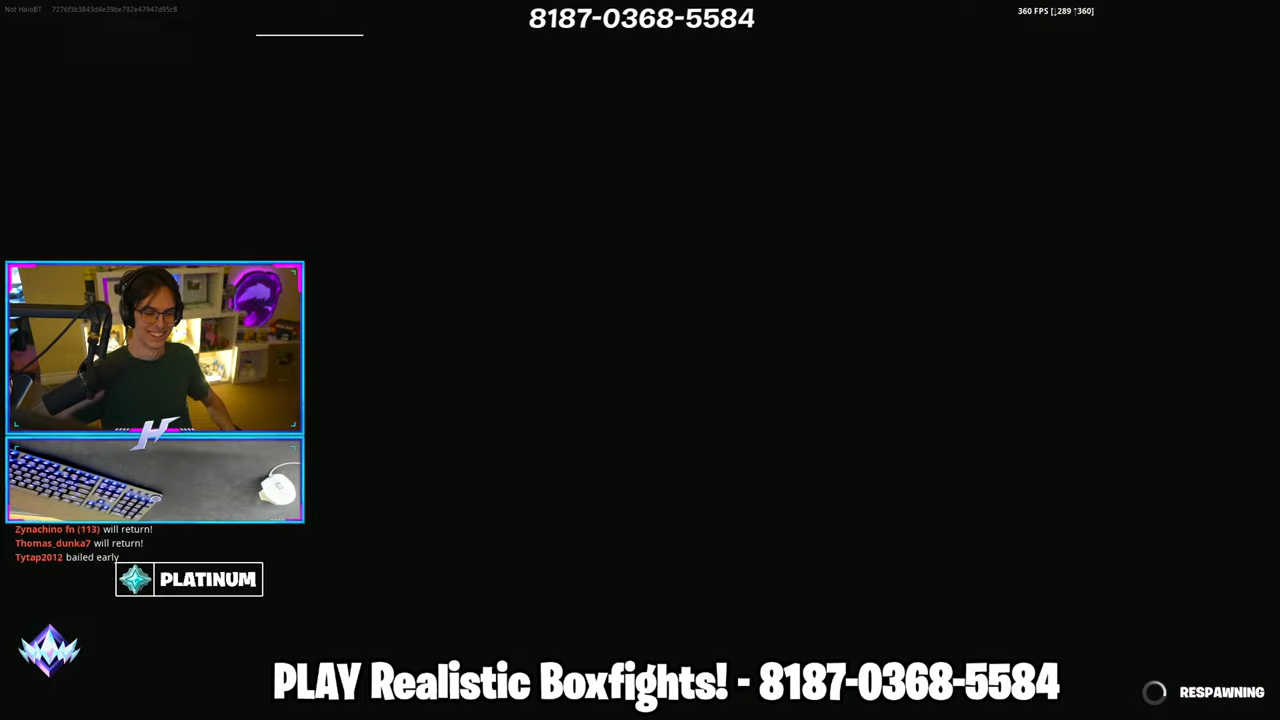 Not HaloBT 7276f3b3843d4e39be792e47947d95c8
8187-0368-5584
360 FPS [↓289 ↑360]
H
Zynachino fn (113) will return!
Thomas_dunka7 will return!
Tytap2012 bailed early
PLATINUM
PLAY Realistic Boxfights! - 8187-0368-5584
RESPAWNING